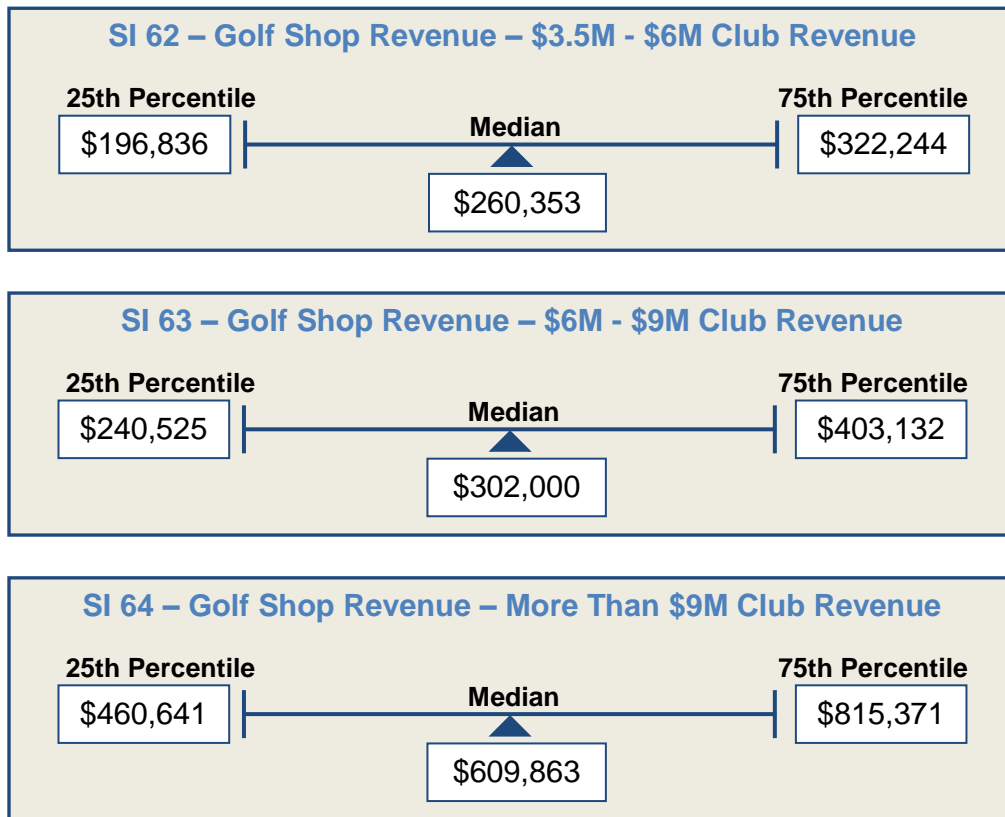 SI 62 – Golf Shop Revenue – $3.5M - $6M Club Revenue
25th Percentile
75th Percentile
Median
$196,836
$322,244
$260,353
SI 63 – Golf Shop Revenue – $6M - $9M Club Revenue
25th Percentile
75th Percentile
Median
$240,525
$403,132
$302,000
SI 64 – Golf Shop Revenue – More Than $9M Club Revenue
25th Percentile
75th Percentile
Median
$460,641
$815,371
$609,863